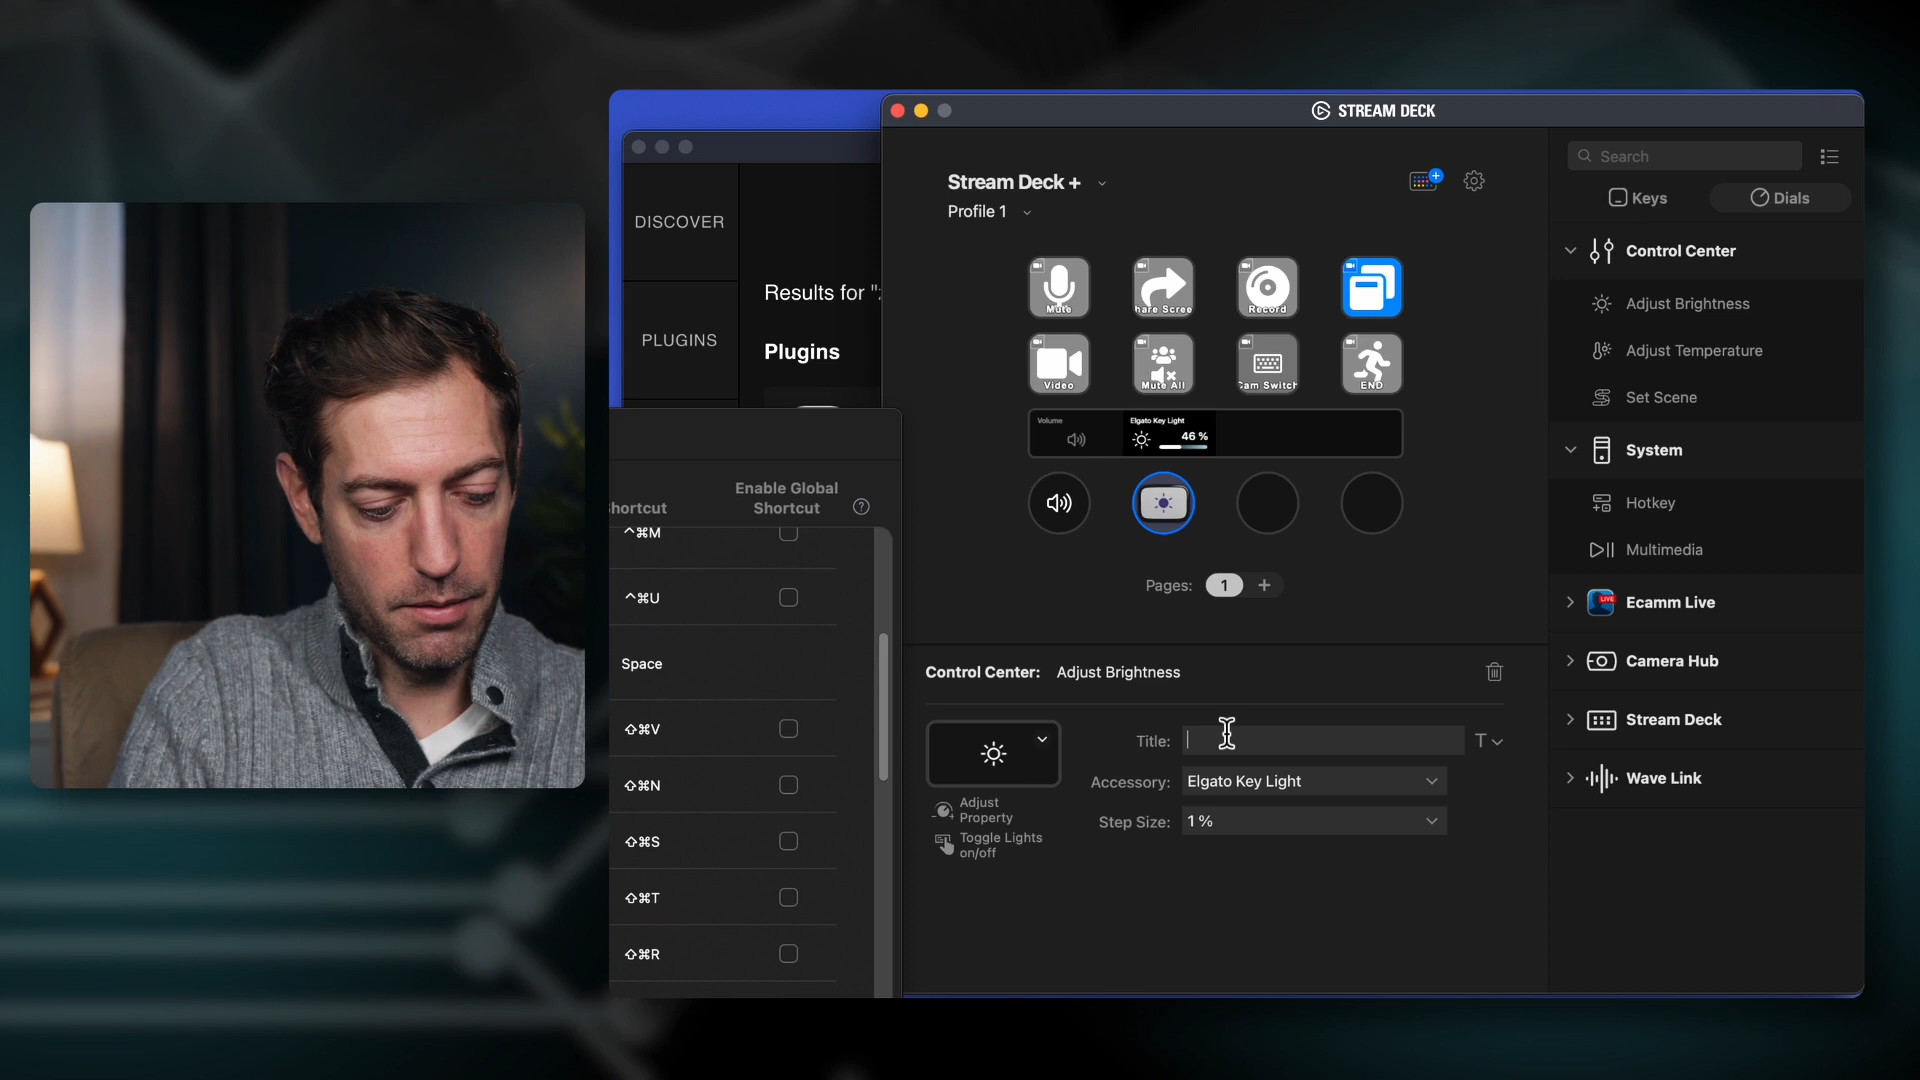 STREAM DECK
DISCOVER
PLUGINS
Results for "
Plugins
Stream Deck +
Profile 1
Mute
hare Scree
Record
Video
Mute All
Cam Switch
END
Volume
Elgato Key Light
46 %
Pages: 1 +
hortcut
Enable Global
Shortcut
?
^⌘M
^⌘U
Space
⇧⌘V
⇧⌘N
⇧⌘S
⇧⌘T
⇧⌘R
Control Center: Adjust Brightness
Title:
T
Accessory: Elgato Key Light
Step Size: 1 %
Adjust
Property
Toggle Lights
on/off
Search
Keys
Dials
Control Center
Adjust Brightness
Adjust Temperature
Set Scene
System
Hotkey
Multimedia
LIVE
Ecamm Live
Camera Hub
Stream Deck
Wave Link